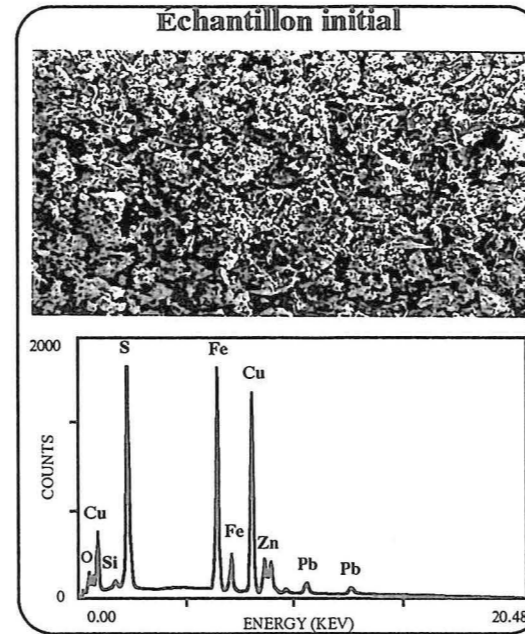 Échantillon initial
2000
S
Fe
Cu
COUNTS
Cu
O
Si
Fe
Zn
Pb
Pb
0
0.00
20.48
ENERGY (KEV)